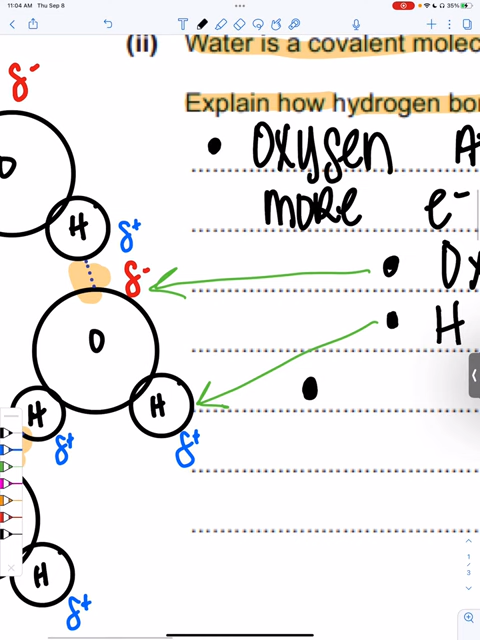 11:04 AM Thu Sep 8
35%
(ii) Water is a covalent molec
Explain how hydrogen bon
• OXYGEN
MORE e-
•
• H
•
δ-
O
H δ+
δ-
O
H
H
δ+
δ+
H
δ+
1
/
3